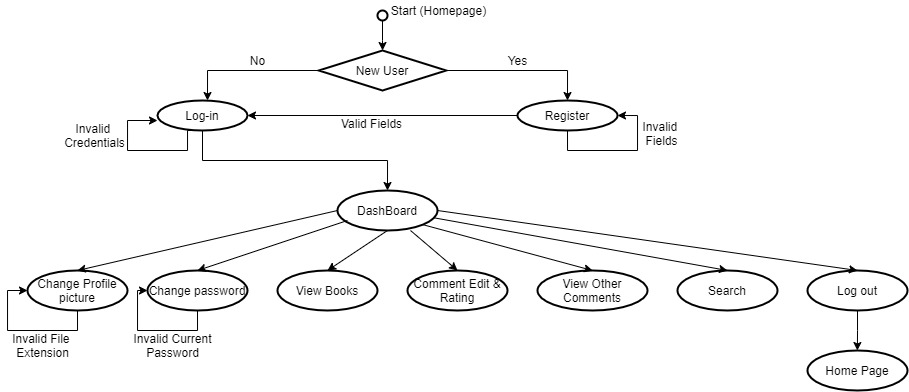 Start (Homepage)
No
Yes
New User
Log-in
Valid Fields
Register
Invalid
Credentials
Invalid
Fields
DashBoard
Change Profile
picture
Change password
View Books
Comment Edit &
Rating
View Other
Comments
Search
Log out
Invalid File
Extension
Invalid Current
Password
Home Page